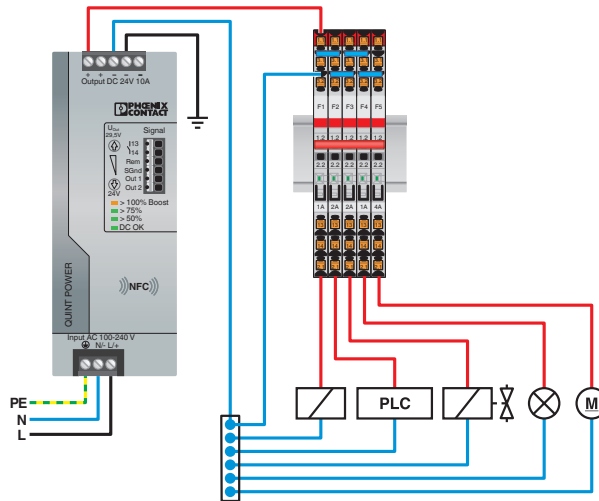 + + − − −
Output DC 24V 10A
PHŒNIX
CONTACT
UOut
29,5V
Signal
13
14
Rem
SGnd
Out 1
Out 2
24V
> 100% Boost
> 75%
> 50%
DC OK
NFC
QUINT POWER
Input AC 100-240 V
N/- L/+
PE
N
L
F1 F2 F3 F4 F5
1.2 1.2 1.2 1.2 1.2
2.2 2.2 2.2 2.2 2.2
1A 2A 2A 1A 4A
PLC
M